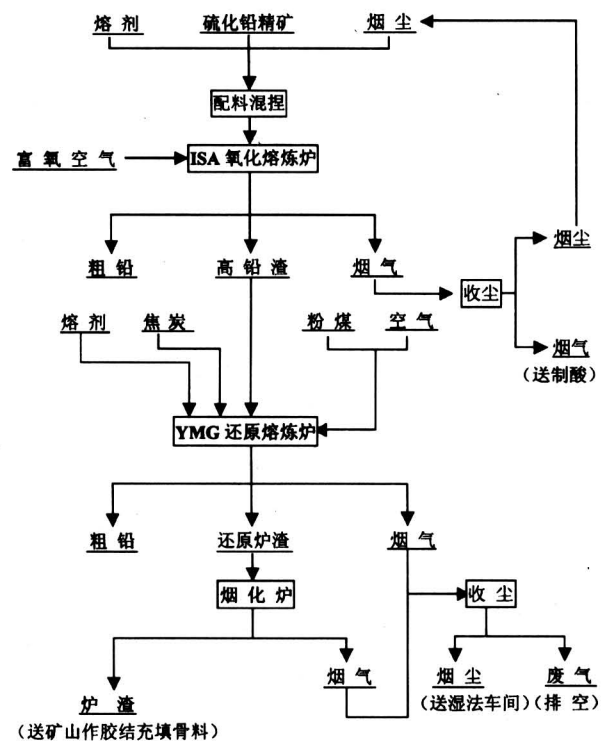 熔剂 硫化铅精矿 烟尘
配料混捏
富氧空气 ISA 氧化熔炼炉
粗铅 高铅渣 烟气 收尘 烟尘
熔剂 焦炭 粉煤 空气 烟气
(送制酸)
YMG 还原熔炼炉
粗铅 还原炉渣 烟气
烟化炉 收尘
炉渣 烟气 烟尘 废气
(送矿山作胶结充填骨料) (送湿法车间) (排空)